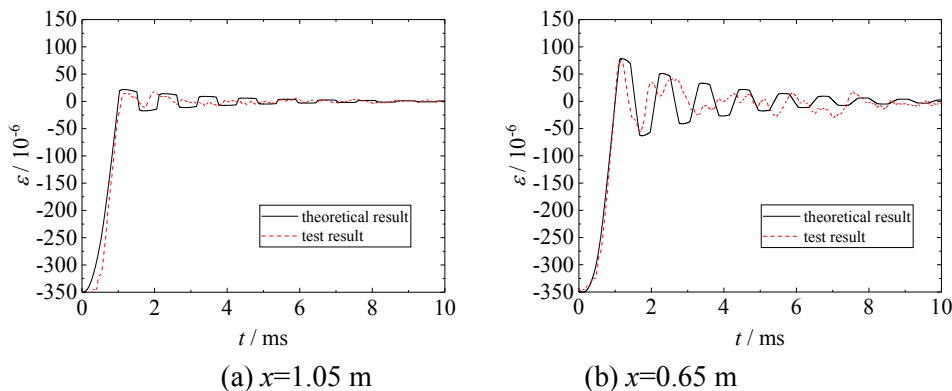 150
100
50
0
-50
-100
-150
-200
-250
-300
-350
ε / 10⁻⁶
theoretical result
test result
0 2 4 6 8 10
t / ms
(a) x=1.05 m
150
100
50
0
-50
-100
-150
-200
-250
-300
-350
ε / 10⁻⁶
theoretical result
test result
0 2 4 6 8 10
t / ms
(b) x=0.65 m